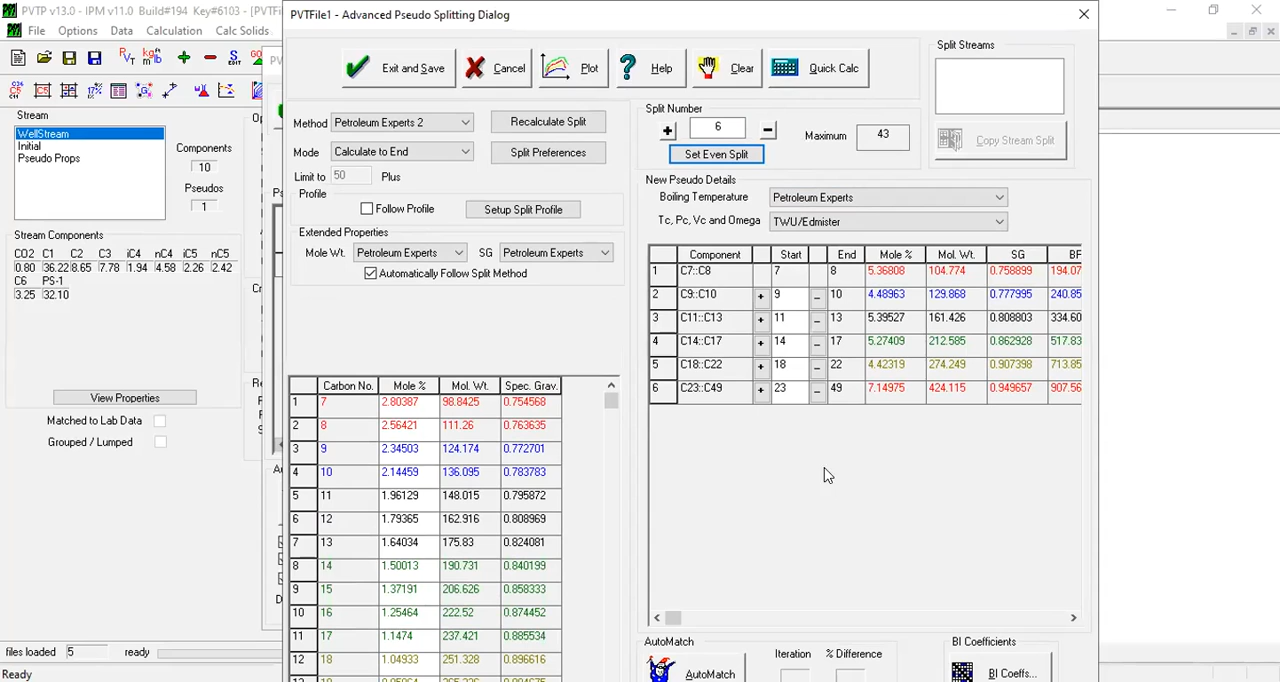 PVTP v13.0 - IPM v11.0 Build#194 Key#6103 - [PVTF
PVTFile1 - Advanced Pseudo Splitting Dialog
File Options Data Calculation Calc Solids
Exit and Save Cancel Plot Help Clear Quick Calc
Split Streams
Copy Stream Split
Stream
WellStream
Initial
Pseudo Props
Components
10
Pseudos
1
Stream Components
CO2 C1 C2 C3 iC4 nC4 iC5 nC5
0.80 36.22 8.65 7.78 1.94 4.58 2.26 2.42
C6 PS-1
3.25 32.10
View Properties
Matched to Lab Data
Grouped / Lumped
Method Petroleum Experts 2 Recalculate Split
Mode Calculate to End Split Preferences
Limit to 50 Plus
Profile
Follow Profile Setup Split Profile
Extended Properties
Mole Wt. Petroleum Experts SG Petroleum Experts
Automatically Follow Split Method
Carbon No. Mole % Mol. Wt. Spec. Grav.
1 7 2.80387 98.8425 0.754568
2 8 2.56421 111.26 0.763635
3 9 2.34503 124.174 0.772701
4 10 2.14459 136.095 0.783783
5 11 1.96129 148.015 0.795872
6 12 1.79365 162.916 0.808969
7 13 1.64034 175.83 0.824081
8 14 1.50013 190.731 0.840199
9 15 1.37191 206.626 0.858333
10 16 1.25464 222.52 0.874452
11 17 1.1474 237.421 0.885534
12 18 1.04933 251.328 0.896616
Split Number
+ 6 - Maximum 43
Set Even Split
New Pseudo Details
Boiling Temperature Petroleum Experts
Tc, Pc, Vc and Omega TWU/Edmister
Component Start End Mole % Mol. Wt. SG BF
1 C7::C8 7 8 5.36808 104.774 0.758899 194.07
2 C9::C10 + 9 - 10 4.48963 129.868 0.777995 240.85
3 C11::C13 + 11 - 13 5.39527 161.426 0.808803 334.60
4 C14::C17 + 14 - 17 5.27409 212.585 0.862928 517.83
5 C18::C22 + 18 - 22 4.42319 274.249 0.907398 713.85
6 C23::C49 + 23 - 49 7.14975 424.115 0.949657 907.56
AutoMatch
AutoMatch
Iteration % Difference
BI Coefficients
BI Coeffs...
files loaded 5 ready
Ready